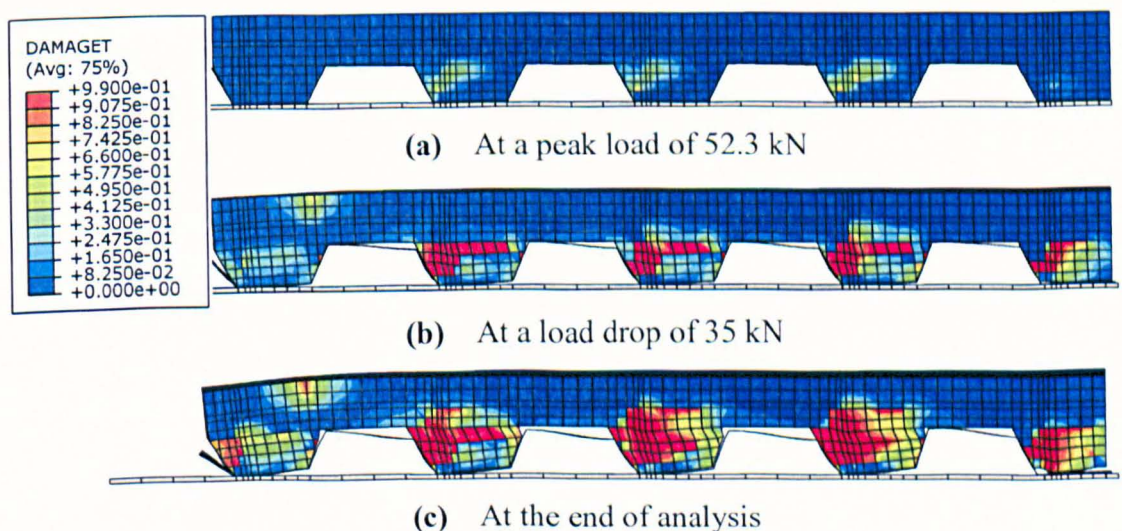 DAMAGET
(Avg: 75%)
+9.900e-01
+9.075e-01
+8.250e-01
+7.425e-01
+6.600e-01
+5.775e-01
+4.950e-01
+4.125e-01
+3.300e-01
+2.475e-01
+1.650e-01
+8.250e-02
+0.000e+00
(a) At a peak load of 52.3 kN
(b) At a load drop of 35 kN
(c) At the end of analysis